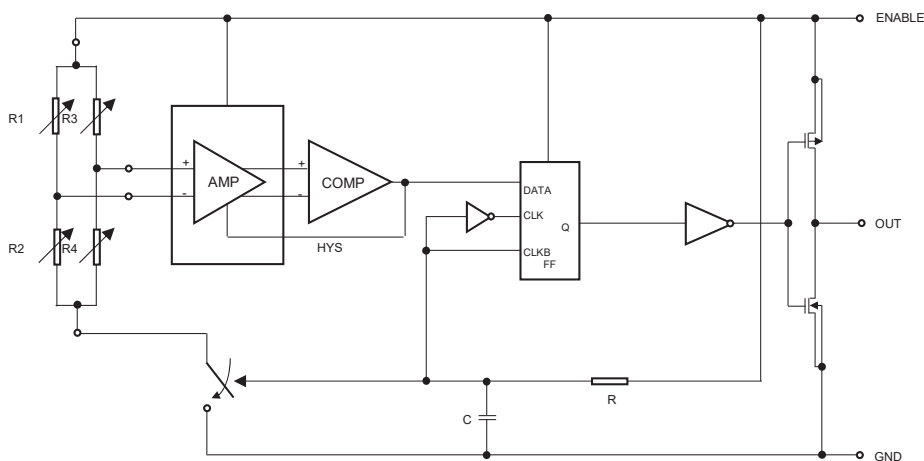 ENABLE
R1
R3
+
-
AMP
+
-
COMP
DATA
CLK
Q
CLKB
FF
OUT
HYS
R2
R4
R
C
GND